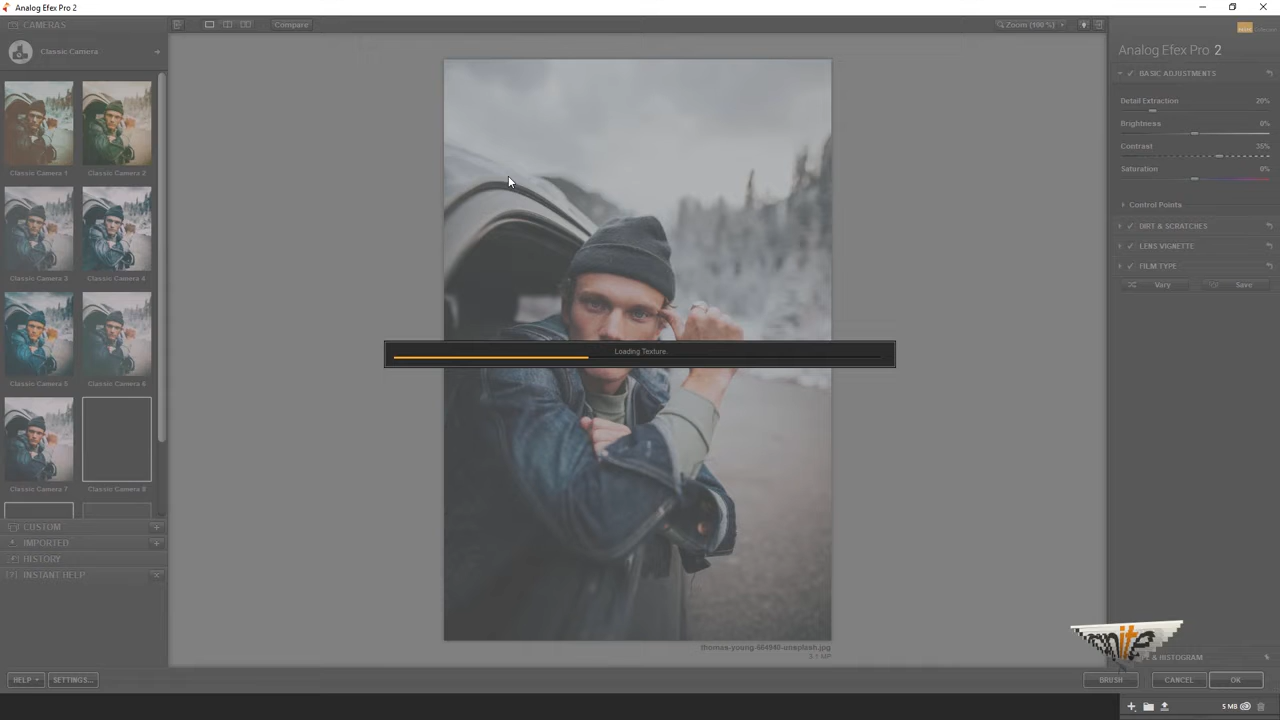 Analog Efex Pro 2
CAMERAS
Compare
Zoom (100 %)
Classic Camera
Analog Efex Pro 2
BASIC ADJUSTMENTS
Detail Extraction 20%
Brightness 0%
Contrast 35%
Saturation 0%
Control Points
DIRT & SCRATCHES
LENS VIGNETTE
FILM TYPE
Vary
Save
Classic Camera 1
Classic Camera 2
Classic Camera 3
Classic Camera 4
Classic Camera 5
Classic Camera 6
Classic Camera 7
Classic Camera 8
Loading Texture.
CUSTOM
IMPORTED
HISTORY
INSTANT HELP
thomas-young-684940-unsplash.jpg
3.1 MP
& HISTOGRAM
HELP
SETTINGS...
BRUSH
CANCEL
OK
5 MB